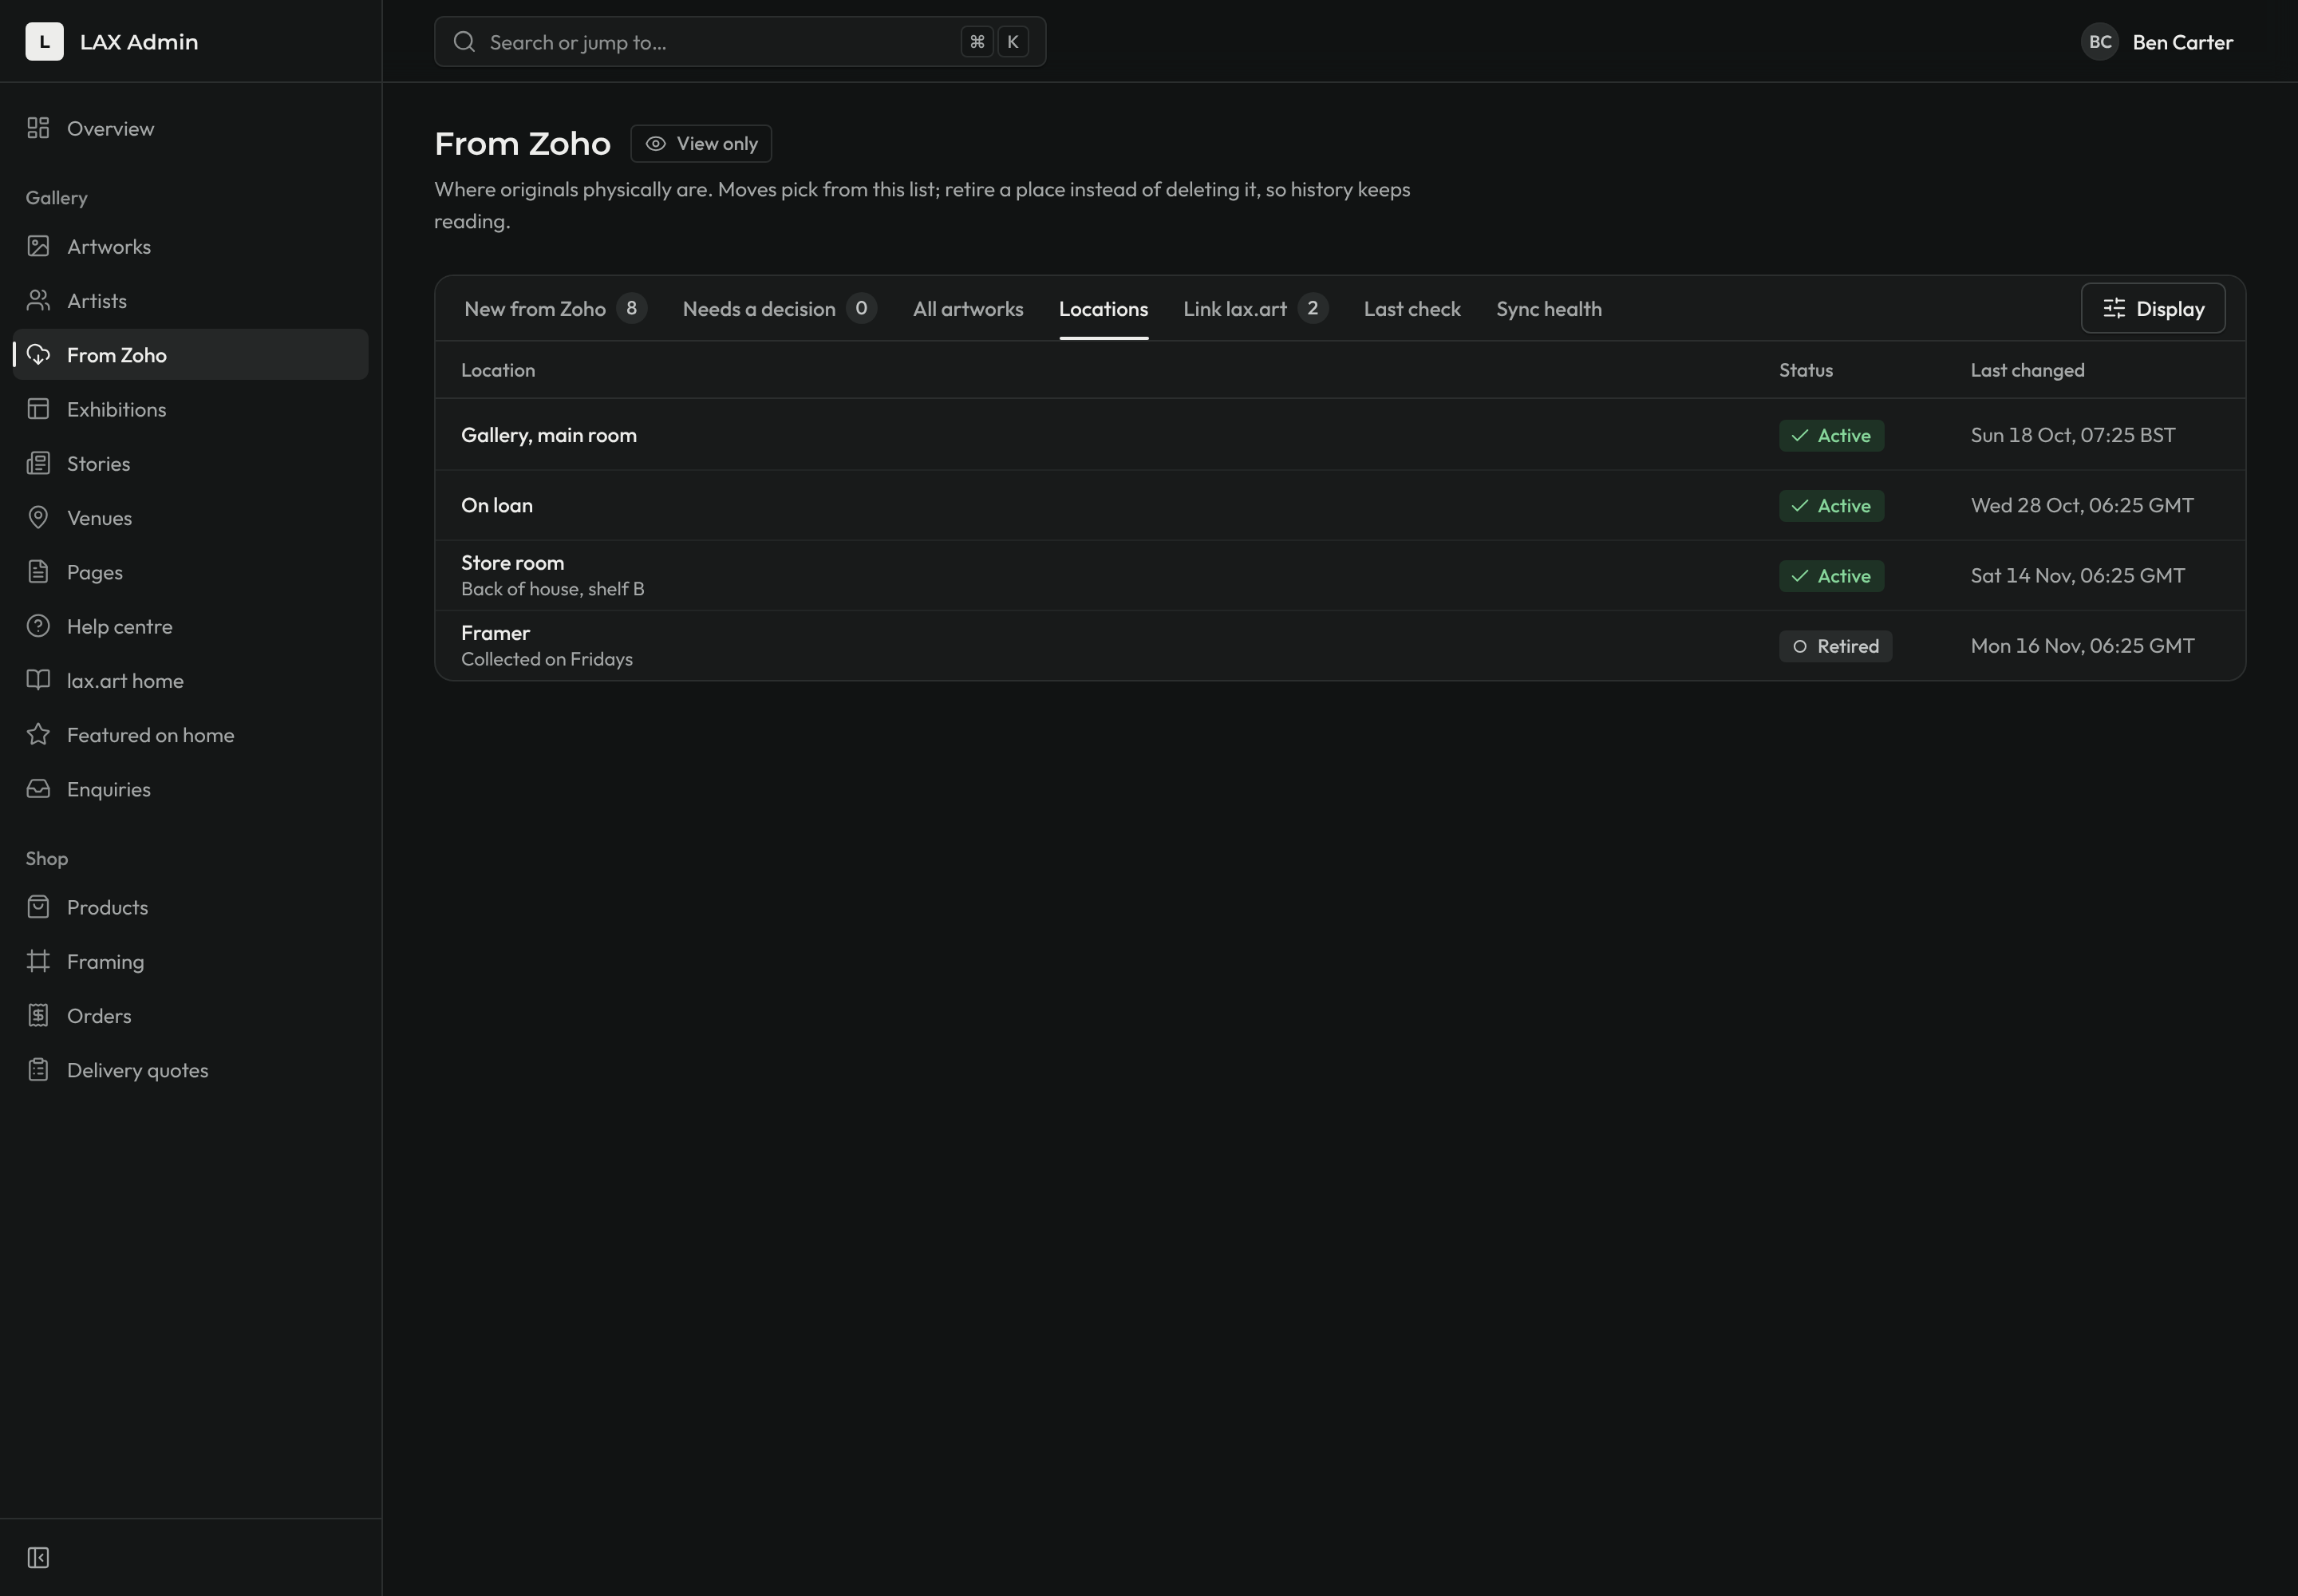 L LAX Admin
Search or jump to...
⌘ K
BC Ben Carter
Overview
Gallery
Artworks
Artists
From Zoho
Exhibitions
Stories
Venues
Pages
Help centre
lax.art home
Featured on home
Enquiries
Shop
Products
Framing
Orders
Delivery quotes
From Zoho
View only
Where originals physically are. Moves pick from this list; retire a place instead of deleting it, so history keeps
reading.
New from Zoho 8 Needs a decision 0 All artworks Locations Link lax.art 2 Last check Sync health Display
Location Status Last changed
Gallery, main room Active Sun 18 Oct, 07:25 BST
On loan Active Wed 28 Oct, 06:25 GMT
Store room
Back of house, shelf B
Active Sat 14 Nov, 06:25 GMT
Framer
Collected on Fridays
Retired Mon 16 Nov, 06:25 GMT